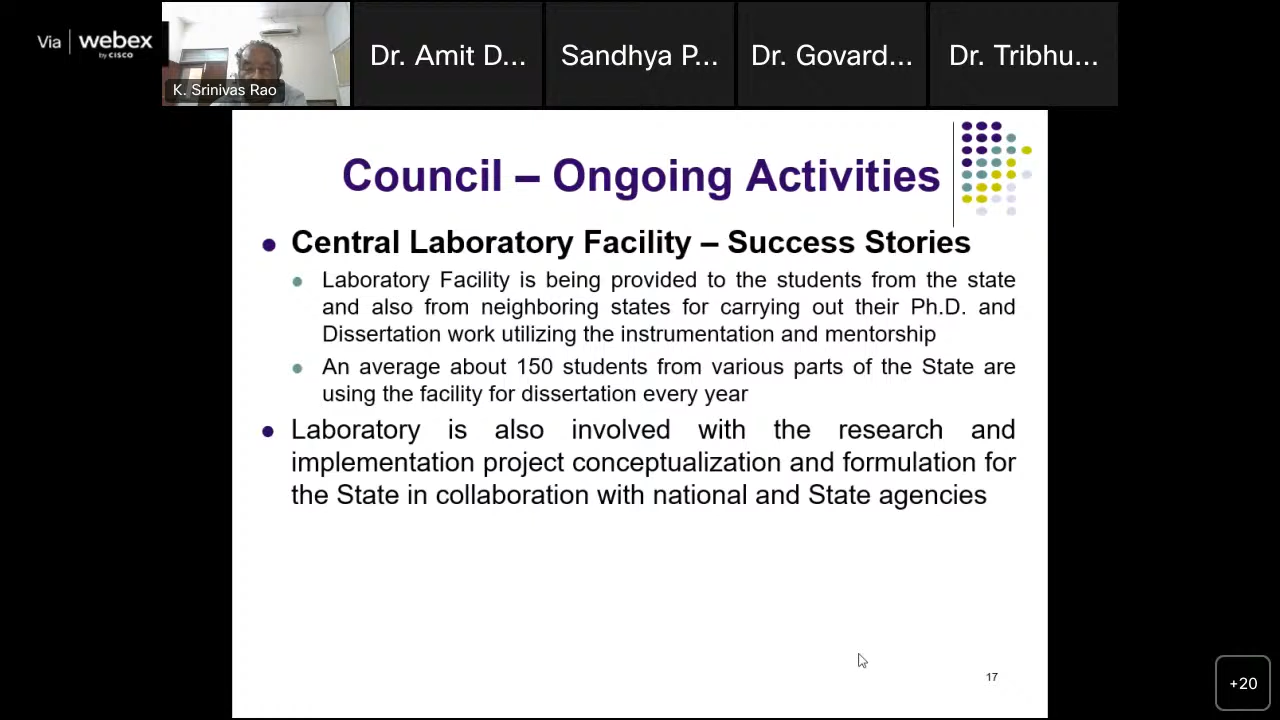 Via | webex
by CISCO
K. Srinivas Rao
Dr. Amit D...
Sandhya P...
Dr. Govard...
Dr. Tribhu...
Council – Ongoing Activities
Central Laboratory Facility – Success Stories
Laboratory Facility is being provided to the students from the state
and also from neighboring states for carrying out their Ph.D. and
Dissertation work utilizing the instrumentation and mentorship
An average about 150 students from various parts of the State are
using the facility for dissertation every year
Laboratory is also involved with the research and
implementation project conceptualization and formulation for
the State in collaboration with national and State agencies
17
+20